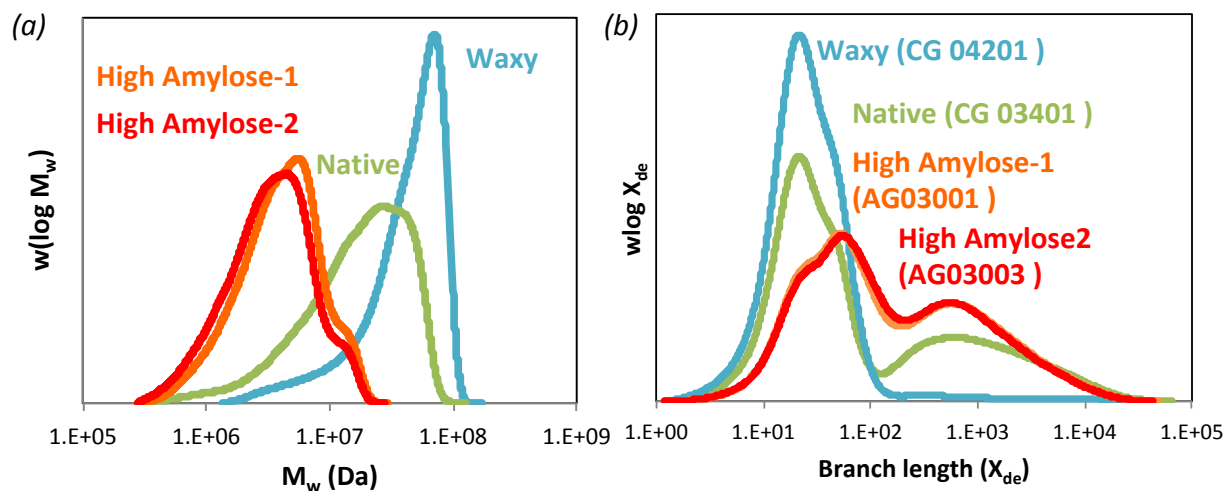 (a)
High Amylose-1
High Amylose-2
Waxy
Native
w(log Mw)
1.E+05 1.E+06 1.E+07 1.E+08 1.E+09
Mw (Da)
(b)
Waxy (CG 04201 )
Native (CG 03401 )
High Amylose-1
(AG03001 )
High Amylose2
(AG03003 )
wlog Xde
1.E+00 1.E+01 1.E+02 1.E+03 1.E+04 1.E+05
Branch length (Xde)